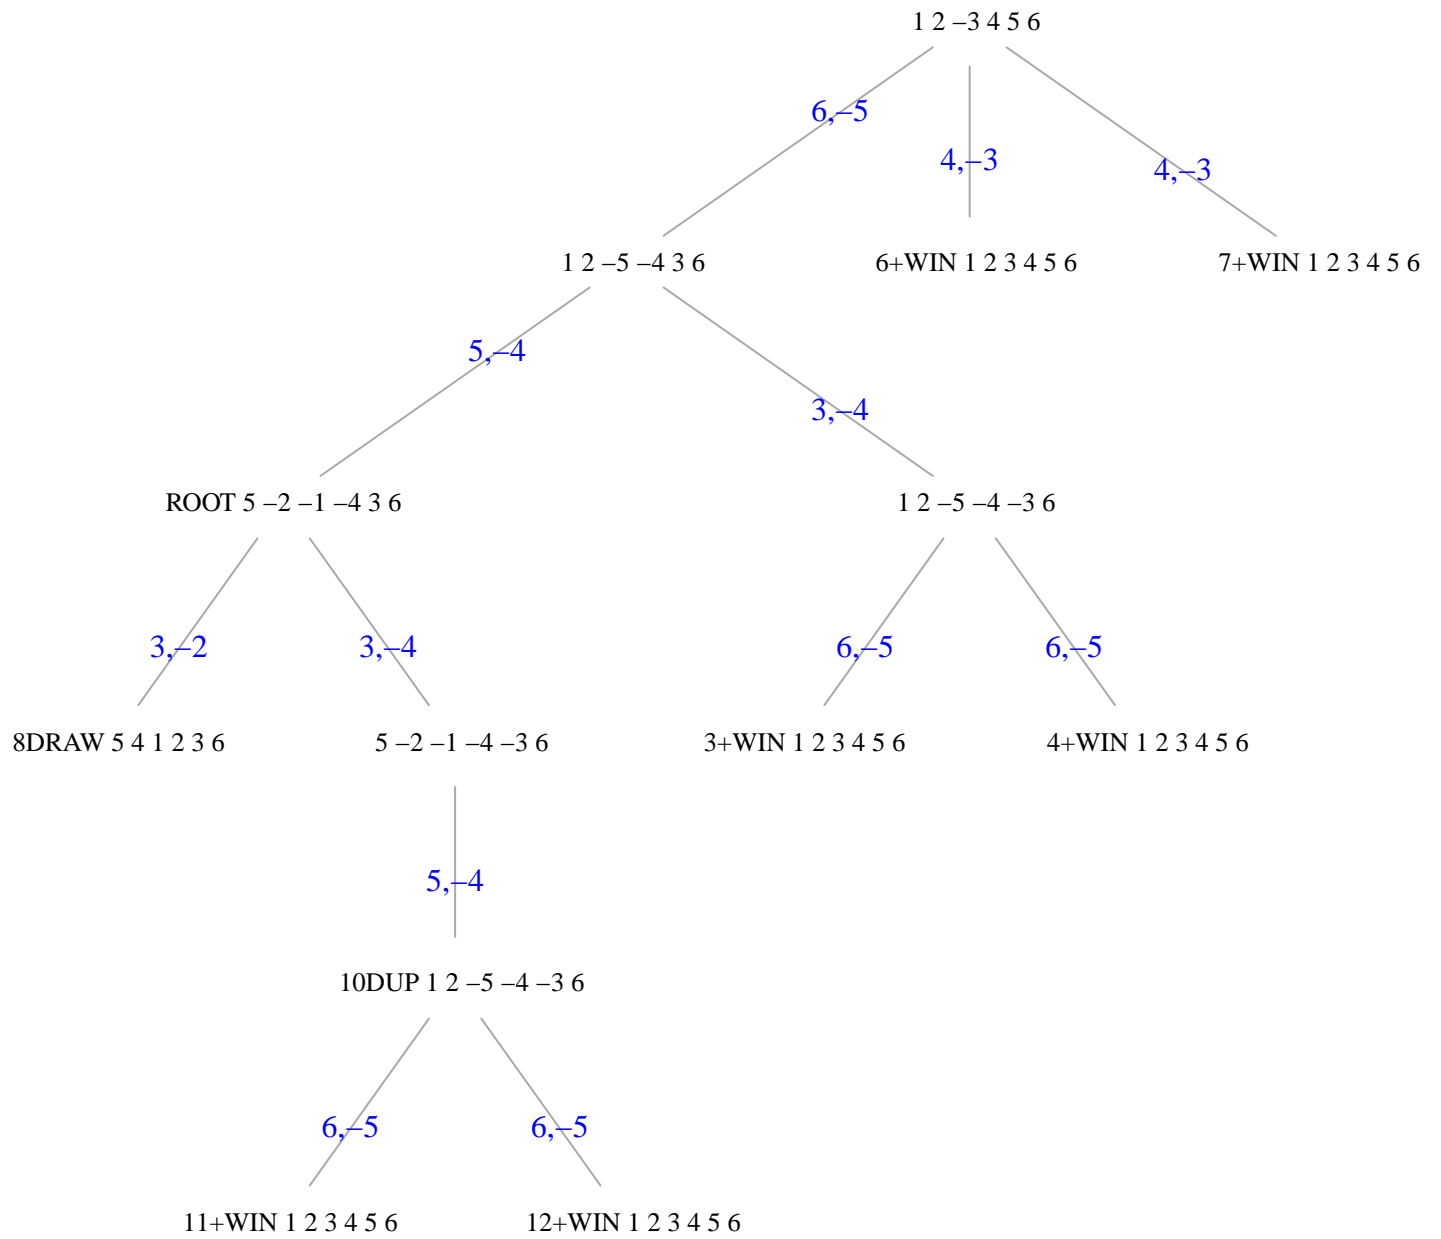 1 2 –3 4 5 6
6,–5
4,–3
4,–3
1 2 –5 –4 3 6
6+WIN 1 2 3 4 5 6
7+WIN 1 2 3 4 5 6
5,–4
3,–4
ROOT 5 –2 –1 –4 3 6
1 2 –5 –4 –3 6
3,–2
3,–4
6,–5
6,–5
8DRAW 5 4 1 2 3 6
5 –2 –1 –4 –3 6
3+WIN 1 2 3 4 5 6
4+WIN 1 2 3 4 5 6
5,–4
10DUP 1 2 –5 –4 –3 6
6,–5
6,–5
11+WIN 1 2 3 4 5 6
12+WIN 1 2 3 4 5 6